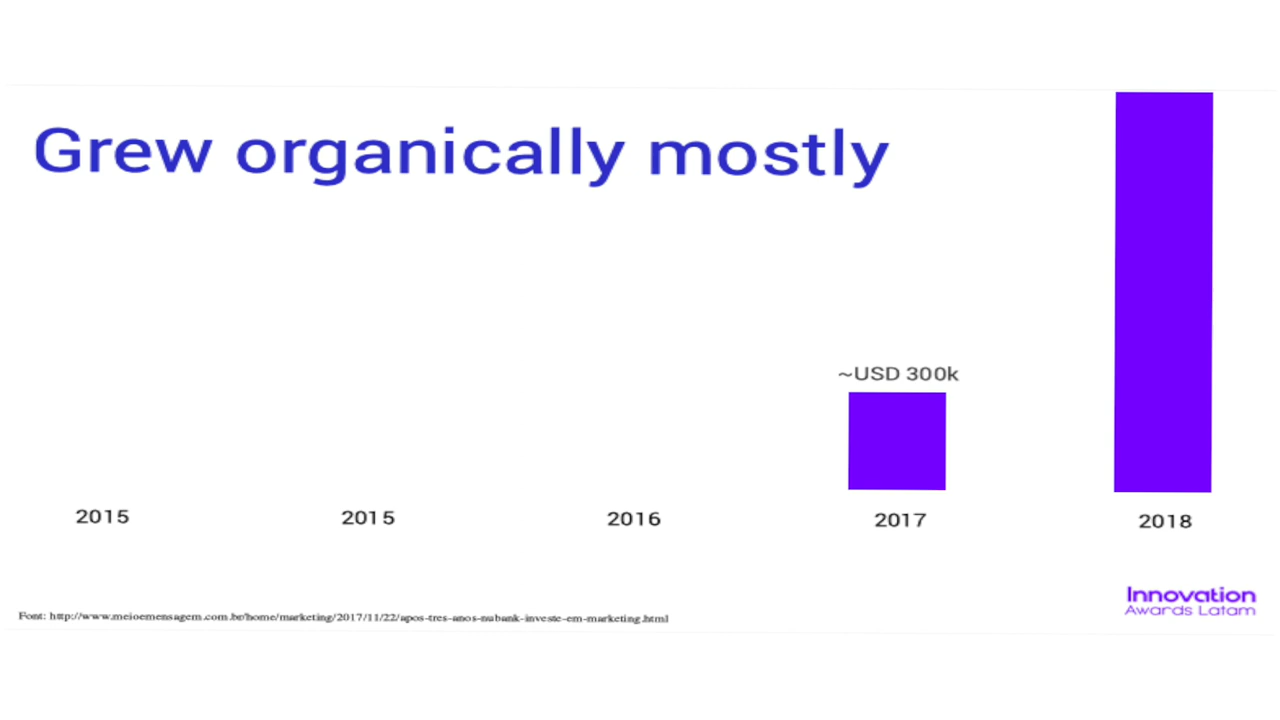 Grew organically mostly
~USD 300k
2015
2015
2016
2017
2018
Font: http://www.meioemensagem.com.br/home/marketing/2017/11/22/apos-tres-anos-nubank-investe-em-marketing.html
Innovation
Awards Latam